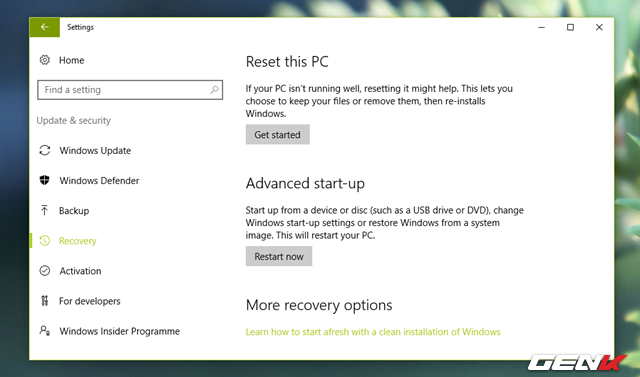 Settings
Home
Find a setting
Update & security
Windows Update
Windows Defender
Backup
Recovery
Activation
For developers
Windows Insider Programme
Reset this PC
If your PC isn't running well, resetting it might help. This lets you
choose to keep your files or remove them, then re-installs
Windows.
Get started
Advanced start-up
Start up from a device or disc (such as a USB drive or DVD), change
Windows start-up settings or restore Windows from a system
image. This will restart your PC.
Restart now
More recovery options
Learn how to start afresh with a clean installation of Windows
GENK